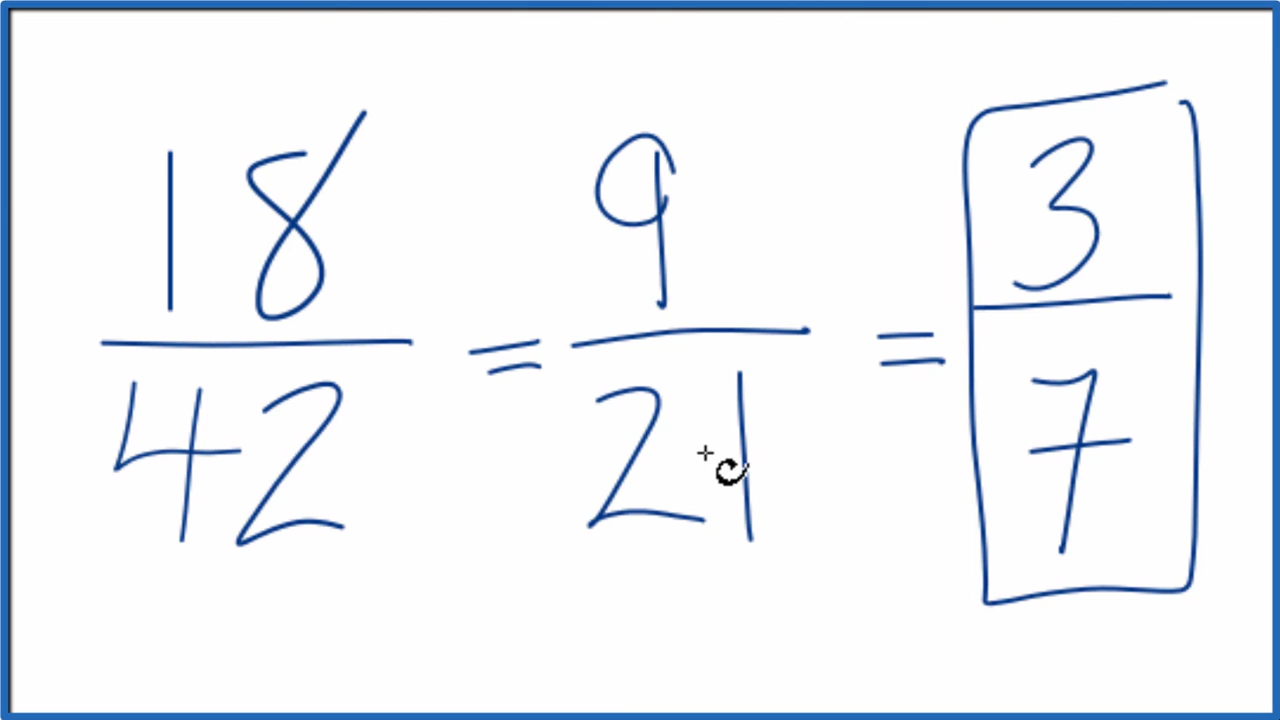 18/42 = 9/21 = 3/7